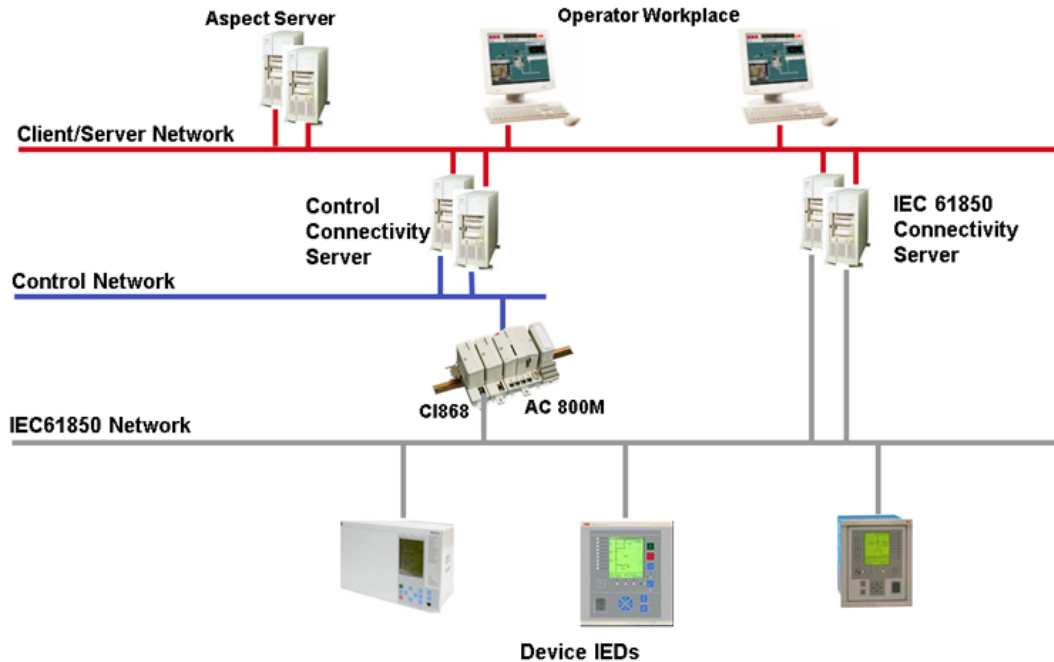 Aspect Server
Operator Workplace
Client/Server Network
Control
Connectivity
Server
IEC 61850
Connectivity
Server
Control Network
CI868
AC 800M
IEC61850 Network
Device IEDs